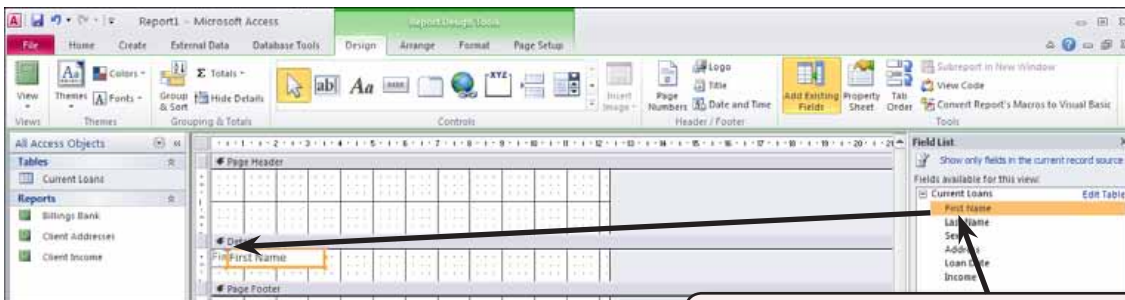 Report1 - Microsoft Access
Report Design Tools
File Home Create External Data Database Tools Design Arrange Format Page Setup
View
Views
Themes
Colors
Fonts
Themes
Group & Sort
Totals
Hide Details
Grouping & Totals
ab|
Aa
XYZ
Controls
Insert Image
Page Numbers
Logo
Title
Date and Time
Header / Footer
Add Existing Fields
Property Sheet
Tab Order
Subreport in New Window
View Code
Convert Report's Macros to Visual Basic
Tools
All Access Objects
Tables
Current Loans
Reports
Billings Bank
Client Addresses
Client Income
Page Header
First Name
Page Footer
Field List
Show only fields in the current record source
Fields available for this view:
Current Loans Edit Table
First Name
Last Name
Address
Loan Date
Income